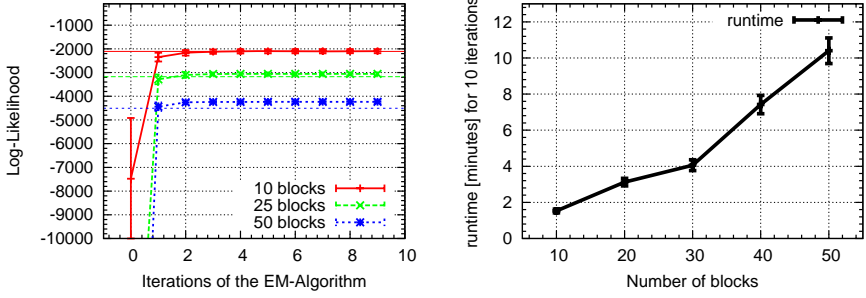 -1000
-2000
-3000
-4000
-5000
-6000
-7000
-8000
-9000
-10000
Log-Likelihood
10 blocks
25 blocks
50 blocks
0 2 4 6 8 10
Iterations of the EM-Algorithm
12
10
8
6
4
2
0
runtime [minutes] for 10 iterations
runtime
10 20 30 40 50
Number of blocks